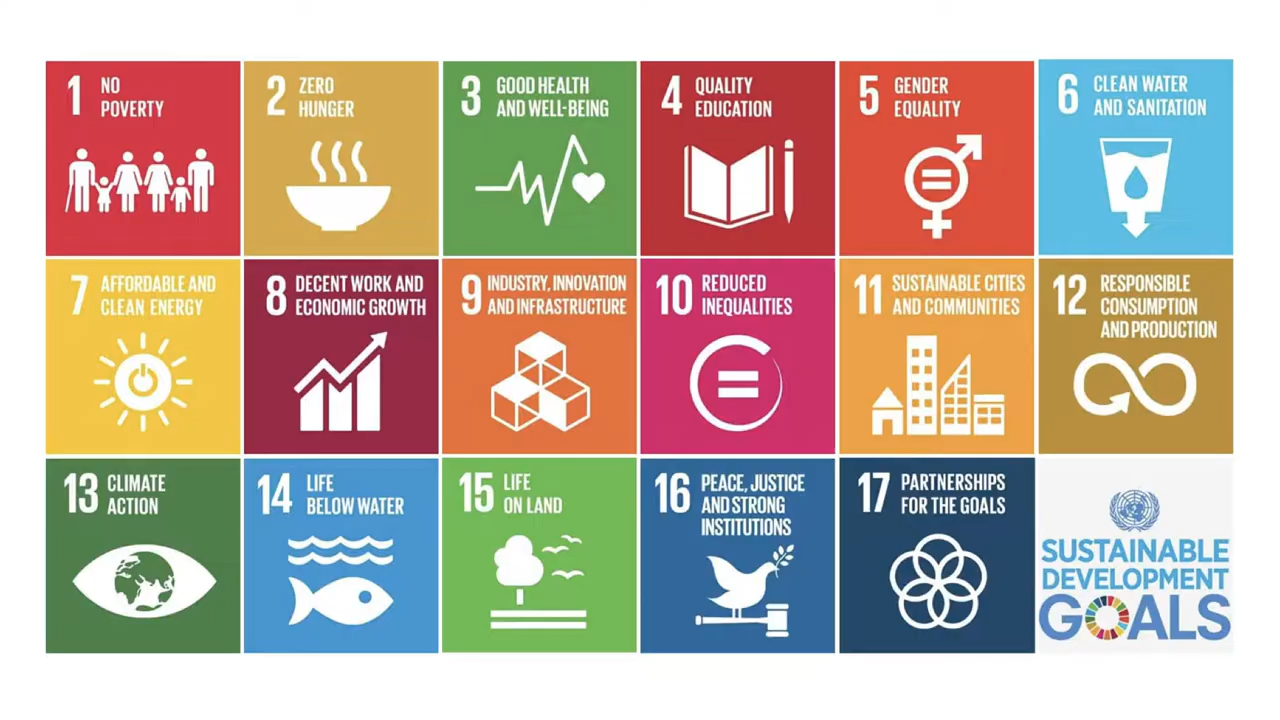 1 NO
POVERTY
2 ZERO
HUNGER
3 GOOD HEALTH
AND WELL-BEING
4 QUALITY
EDUCATION
5 GENDER
EQUALITY
6 CLEAN WATER
AND SANITATION
7 AFFORDABLE AND
CLEAN ENERGY
8 DECENT WORK AND
ECONOMIC GROWTH
9 INDUSTRY, INNOVATION
AND INFRASTRUCTURE
10 REDUCED
INEQUALITIES
11 SUSTAINABLE CITIES
AND COMMUNITIES
12 RESPONSIBLE
CONSUMPTION
AND PRODUCTION
13 CLIMATE
ACTION
14 LIFE
BELOW WATER
15 LIFE
ON LAND
16 PEACE, JUSTICE
AND STRONG
INSTITUTIONS
17 PARTNERSHIPS
FOR THE GOALS
SUSTAINABLE
DEVELOPMENT
GOALS